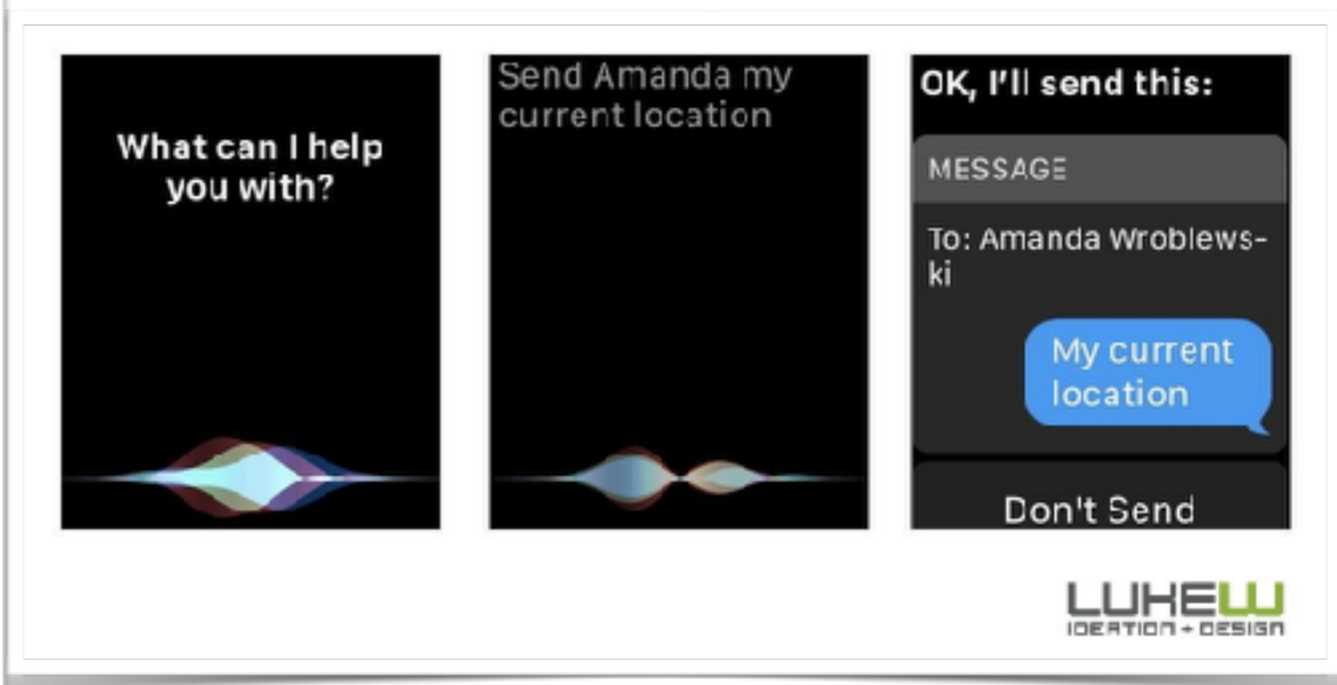 What can I help
you with?
Send Amanda my
current location
OK, I'll send this:
MESSAGE
To: Amanda Wroblews-
ki
My current
location
Don't Send
LUKEW
IDEATION + DESIGN